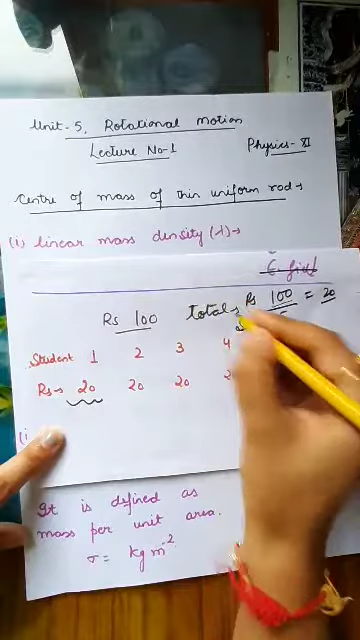 Unit-5, Rotational Motion
Lecture No-1 Physics-XI
Centre of mass of thin uniform rod→
(i) linear mass density (λ)→
Rs 100 total→ Rs 100 = 20
Student 1 2 3 4
Rs→ 20 20 20
It is defined as
mass per unit area.
σ = kg m⁻²